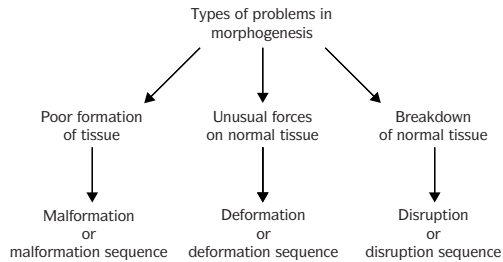 Types of problems in
morphogenesis
Poor formation
of tissue
Unusual forces
on normal tissue
Breakdown
of normal tissue
Malformation
or
malformation sequence
Deformation
or
deformation sequence
Disruption
or
disruption sequence